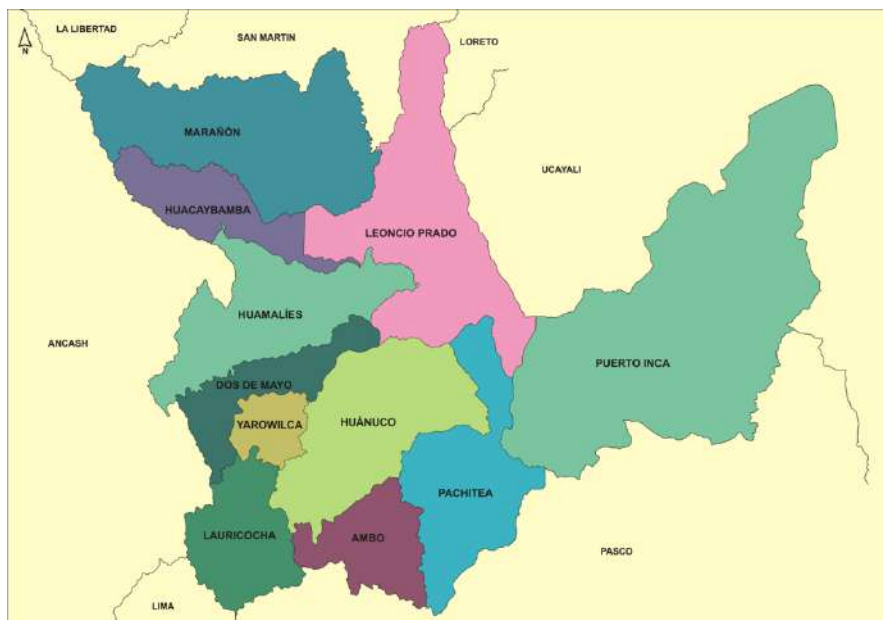 LA LIBERTAD
SAN MARTIN
LORETO
N
MARAÑÓN
UCAYALI
HUACAYBAMBA
LEONCIO PRADO
HUAMALÍES
ANCASH
PUERTO INCA
DOS DE MAYO
YAROWILCA
HUÁNUCO
PACHITEA
LAURICOCHA
AMBO
PASCO
LIMA